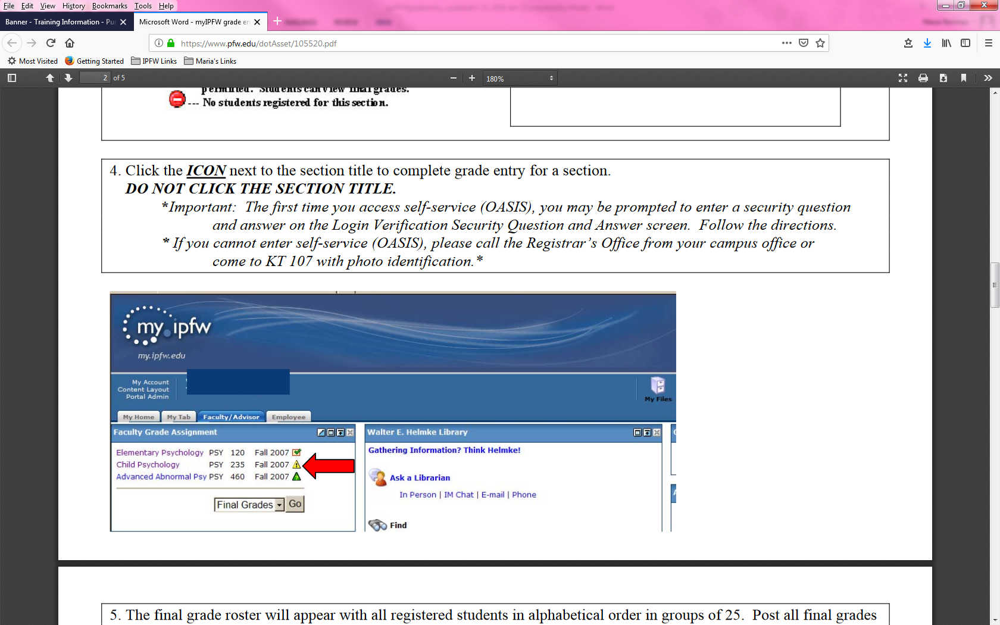 File Edit View History Bookmarks Tools Help
Banner - Training Information - Pu
Microsoft Word - myIPFW grade en
https://www.pfw.edu/dotAsset/105520.pdf
Most Visited Getting Started IPFW Links Maria's Links
2 of 5 180%
permitted. Students can view final grades.
--- No students registered for this section.
4. Click the ICON next to the section title to complete grade entry for a section.
DO NOT CLICK THE SECTION TITLE.
*Important: The first time you access self-service (OASIS), you may be prompted to enter a security question
and answer on the Login Verification Security Question and Answer screen. Follow the directions.
* If you cannot enter self-service (OASIS), please call the Registrar's Office from your campus office or
come to KT 107 with photo identification.*
my.ipfw
my.ipfw.edu
My Account
Content Layout
Portal Admin
My Files
My Home My Tab Faculty/Advisor Employee
Faculty Grade Assignment
Elementary Psychology PSY 120 Fall 2007
Child Psychology PSY 235 Fall 2007
Advanced Abnormal Psy PSY 460 Fall 2007
Final Grades Go
Walter E. Helmke Library
Gathering Information? Think Helmke!
Ask a Librarian
In Person | IM Chat | E-mail | Phone
Find
5. The final grade roster will appear with all registered students in alphabetical order in groups of 25. Post all final grades